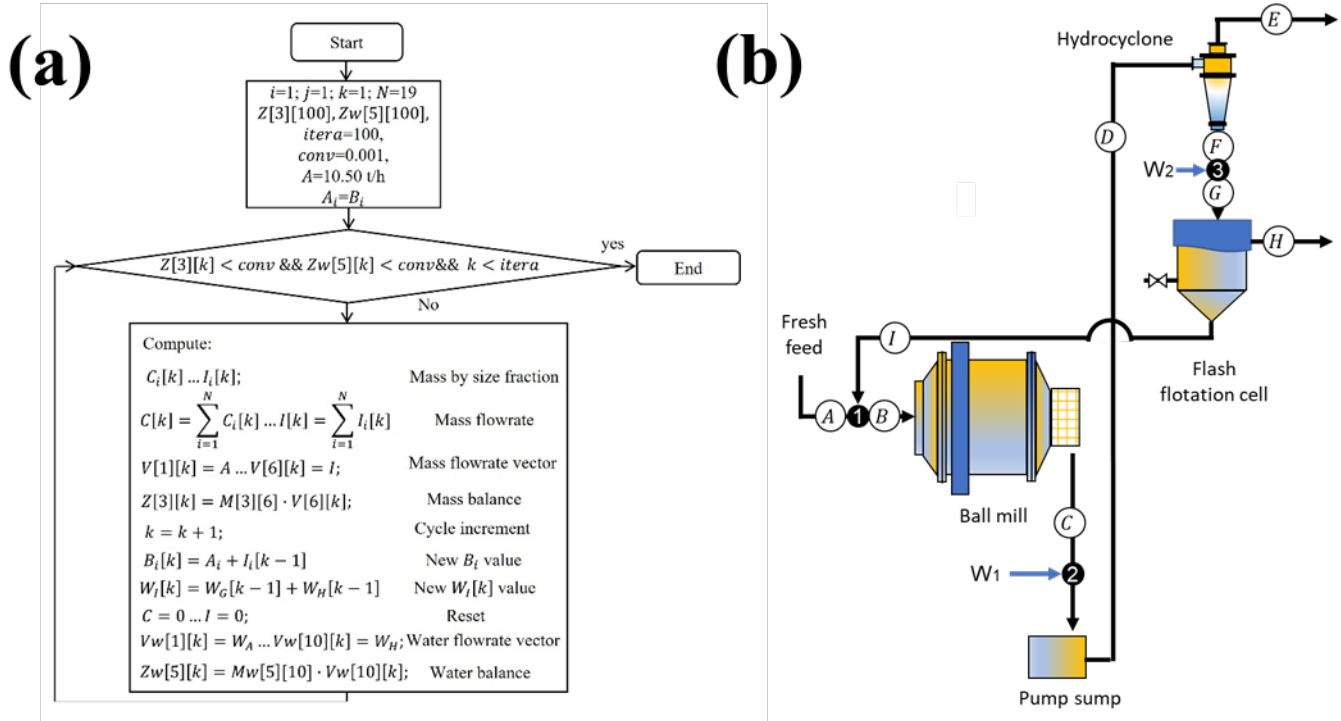 (a)
Start
i=1; j=1; k=1; N=19
Z[3][100], Zw[5][100],
itera=100,
conv=0.001,
A=10.50 t/h
A_i=B_i
Z[3][k] < conv && Zw[5][k] < conv&& k < itera
yes
End
No
Compute:
C_i[k] … I_i[k]; Mass by size fraction
C[k] = ∑_{i=1}^{N} C_i[k] … I[k] = ∑_{i=1}^{N} I_i[k] Mass flowrate
V[1][k] = A … V[6][k] = I; Mass flowrate vector
Z[3][k] = M[3][6] · V[6][k]; Mass balance
k = k + 1; Cycle increment
B_i[k] = A_i + I_i[k − 1] New B_i value
W_I[k] = W_G[k − 1] + W_H[k − 1] New W_I[k] value
C = 0 … I = 0; Reset
Vw[1][k] = W_A … Vw[10][k] = W_H; Water flowrate vector
Zw[5][k] = Mw[5][10] · Vw[10][k]; Water balance
(b)
E
Hydrocyclone
D
F
W2
3
G
H
Fresh
feed
I
Flash
flotation cell
A
1
B
Ball mill
C
W1
2
Pump sump